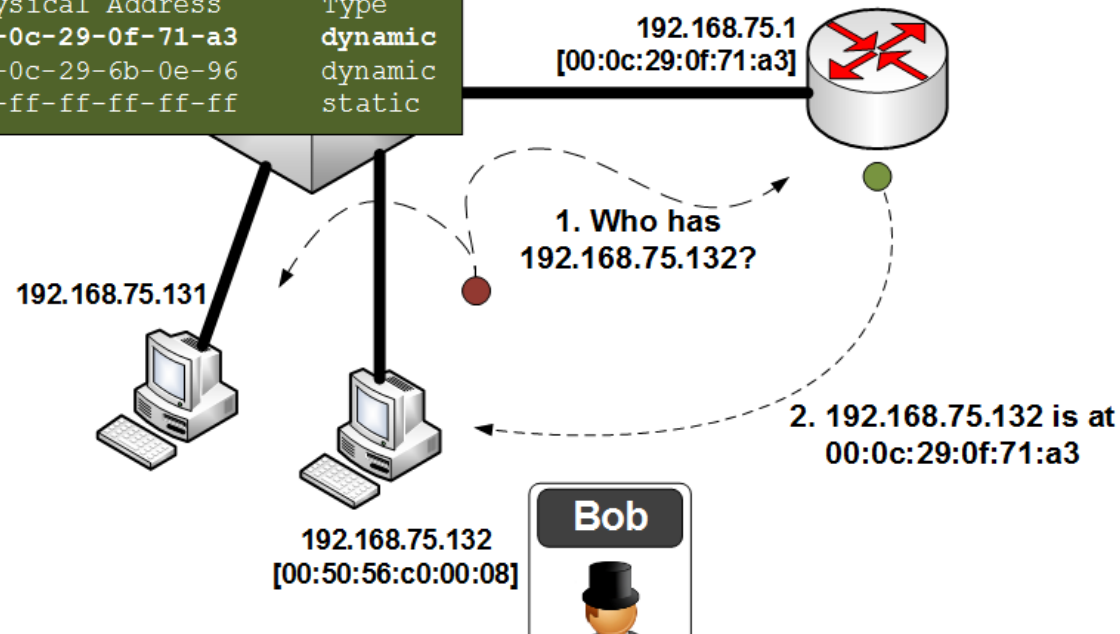 Address Type
-0c-29-0f-71-a3 dynamic
-0c-29-6b-0e-96 dynamic
-ff-ff-ff-ff-ff static
192.168.75.1
[00:0c:29:0f:71:a3]
1. Who has
192.168.75.132?
192.168.75.131
2. 192.168.75.132 is at
00:0c:29:0f:71:a3
192.168.75.132
[00:50:56:c0:00:08]
Bob